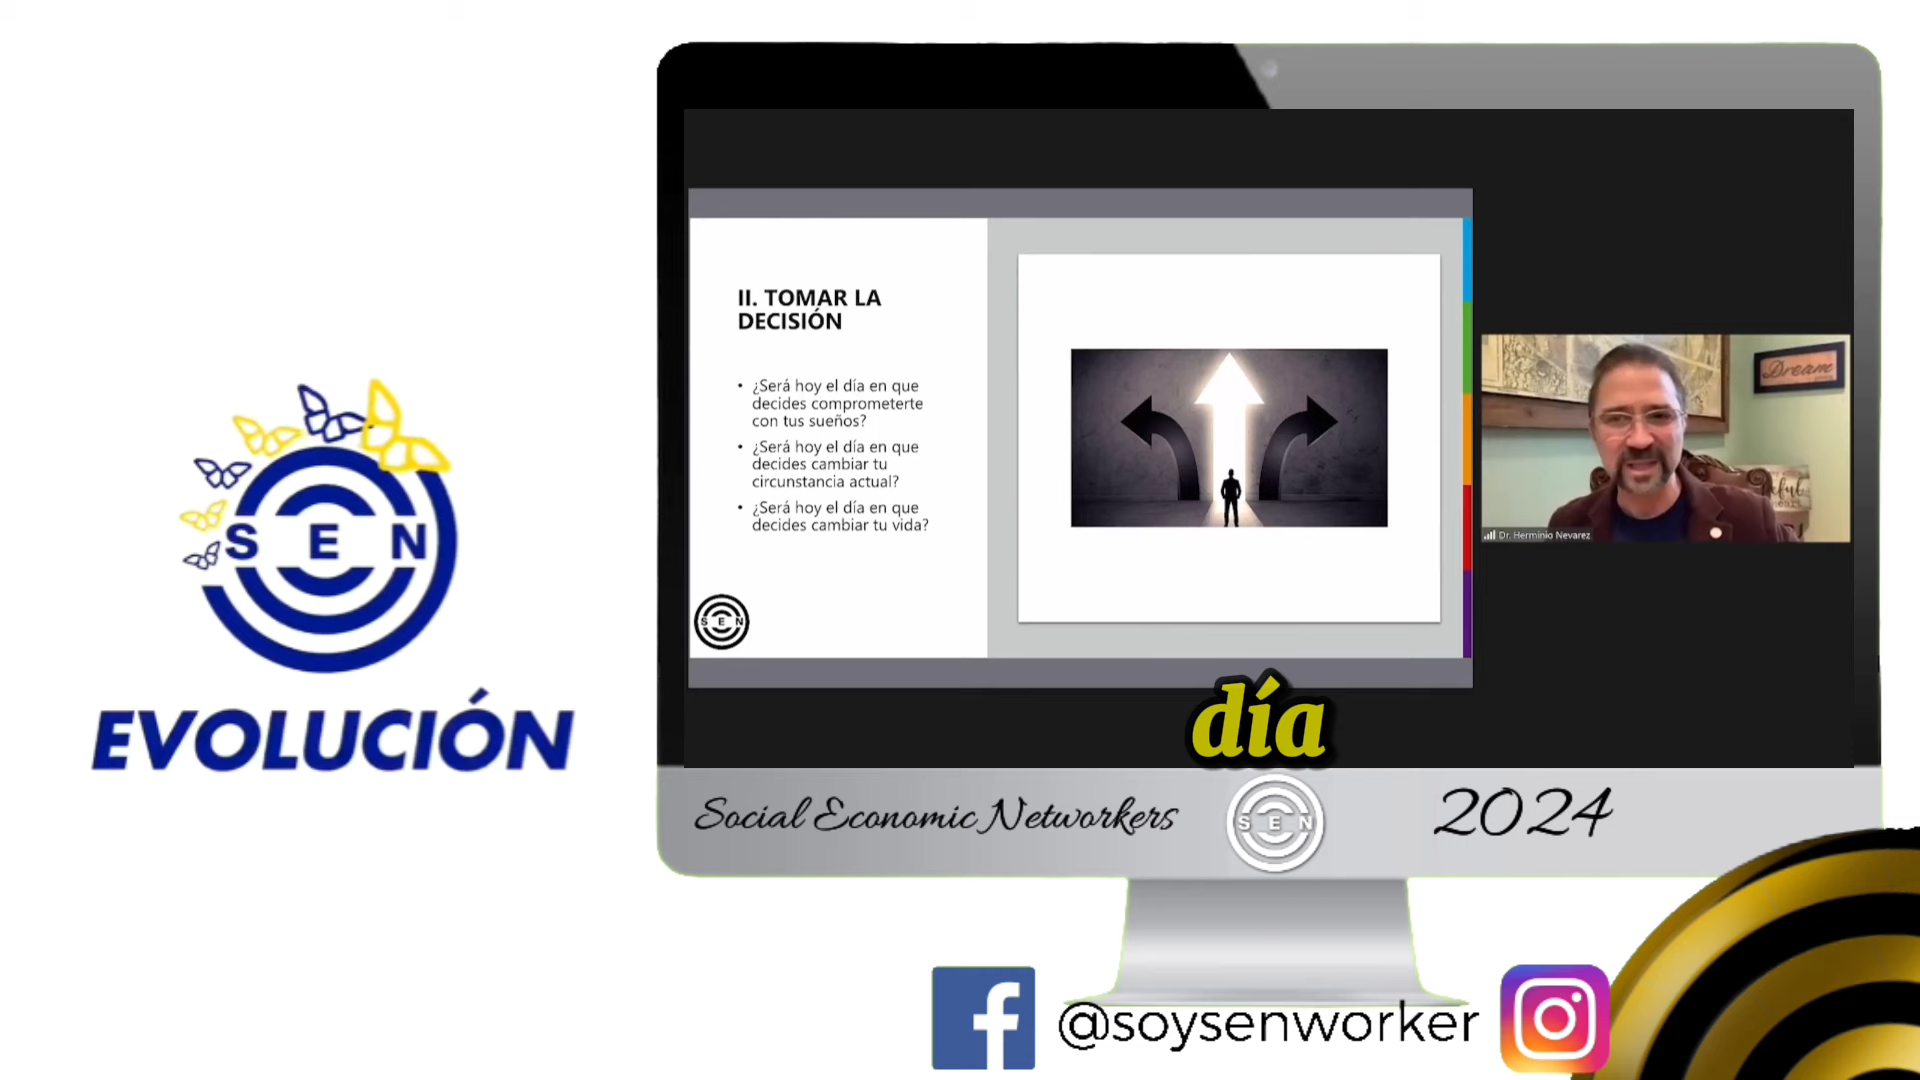 S E N
EVOLUCIÓN
II. TOMAR LA
DECISIÓN
• ¿Será hoy el día en que
decides comprometerte
con tus sueños?
• ¿Será hoy el día en que
decides cambiar tu
circunstancia actual?
• ¿Será hoy el día en que
decides cambiar tu vida?
S E N
Dream
Dr. Herminio Nevarez
día
Social Economic Networkers
S E N
2024
@soysenworker